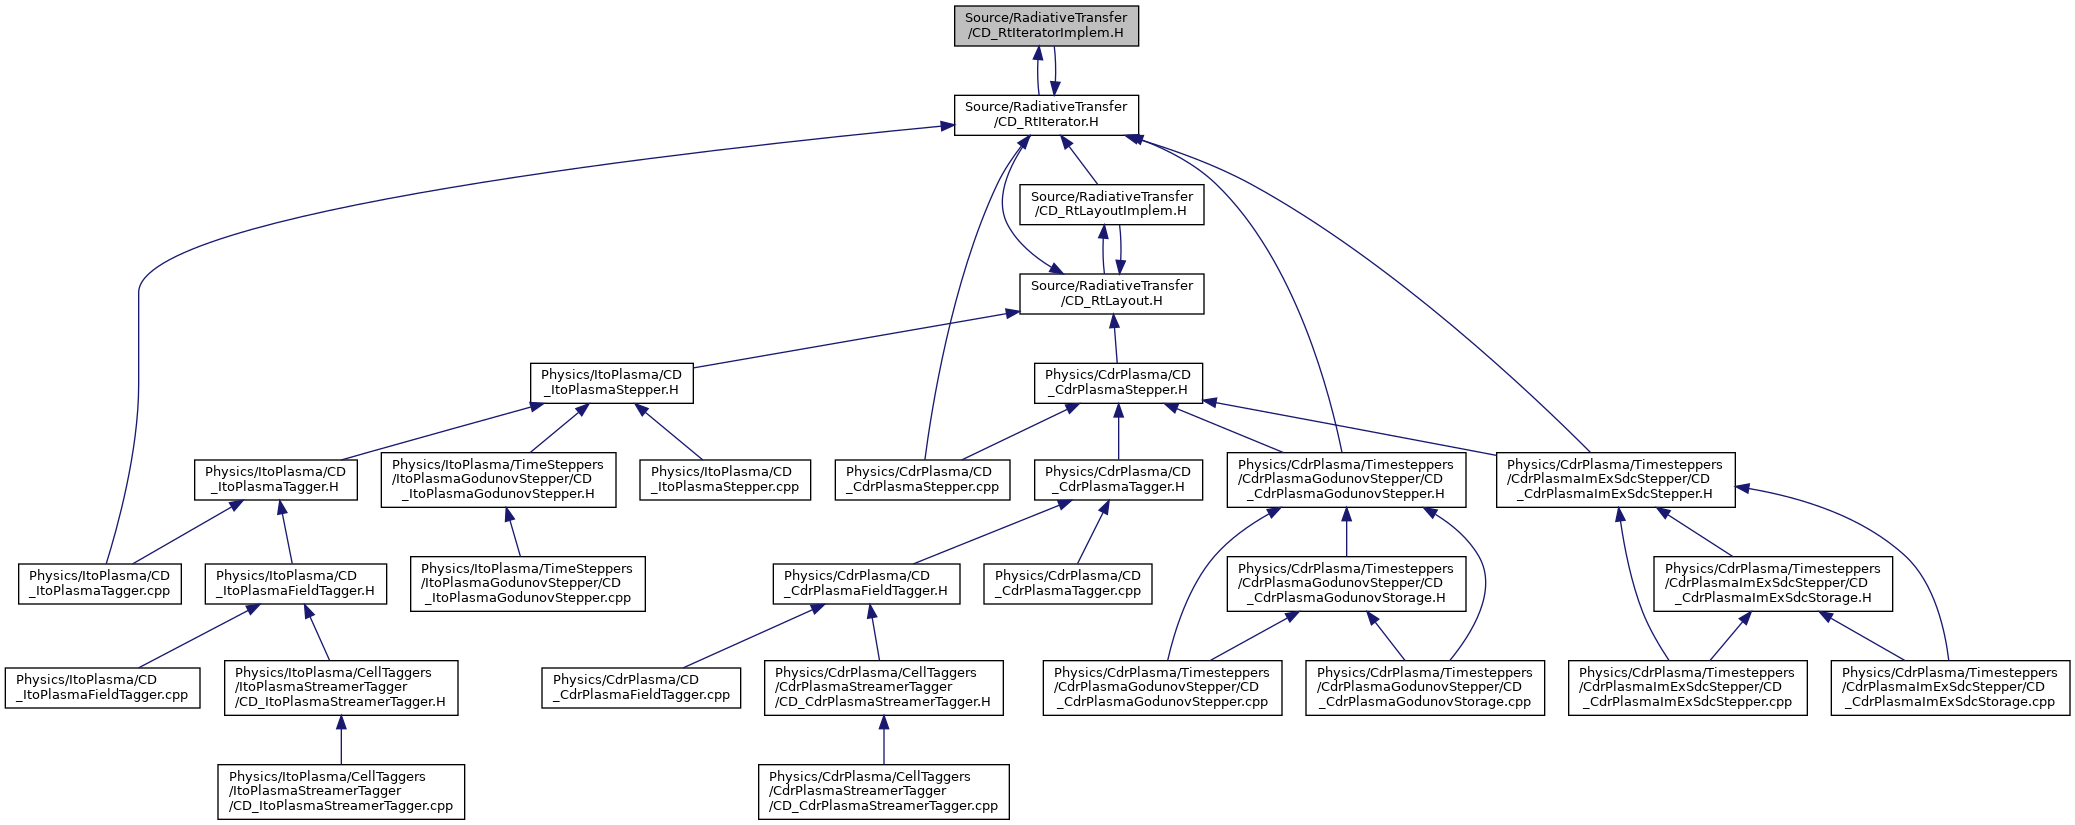 Source/RadiativeTransfer
/CD_RtIteratorImplem.H
Source/RadiativeTransfer
/CD_RtIterator.H
Source/RadiativeTransfer
/CD_RtLayoutImplem.H
Source/RadiativeTransfer
/CD_RtLayout.H
Physics/ItoPlasma/CD
_ItoPlasmaStepper.H
Physics/CdrPlasma/CD
_CdrPlasmaStepper.H
Physics/ItoPlasma/CD
_ItoPlasmaTagger.H
Physics/ItoPlasma/TimeSteppers
/ItoPlasmaGodunovStepper/CD
_ItoPlasmaGodunovStepper.H
Physics/ItoPlasma/CD
_ItoPlasmaStepper.cpp
Physics/CdrPlasma/CD
_CdrPlasmaStepper.cpp
Physics/CdrPlasma/CD
_CdrPlasmaTagger.H
Physics/CdrPlasma/Timesteppers
/CdrPlasmaGodunovStepper/CD
_CdrPlasmaGodunovStepper.H
Physics/CdrPlasma/Timesteppers
/CdrPlasmaImExSdcStepper/CD
_CdrPlasmaImExSdcStepper.H
Physics/ItoPlasma/CD
_ItoPlasmaTagger.cpp
Physics/ItoPlasma/CD
_ItoPlasmaFieldTagger.H
Physics/ItoPlasma/TimeSteppers
/ItoPlasmaGodunovStepper/CD
_ItoPlasmaGodunovStepper.cpp
Physics/CdrPlasma/CD
_CdrPlasmaFieldTagger.H
Physics/CdrPlasma/CD
_CdrPlasmaTagger.cpp
Physics/CdrPlasma/Timesteppers
/CdrPlasmaGodunovStepper/CD
_CdrPlasmaGodunovStorage.H
Physics/CdrPlasma/Timesteppers
/CdrPlasmaImExSdcStepper/CD
_CdrPlasmaImExSdcStorage.H
Physics/ItoPlasma/CD
_ItoPlasmaFieldTagger.cpp
Physics/ItoPlasma/CellTaggers
/ItoPlasmaStreamerTagger
/CD_ItoPlasmaStreamerTagger.H
Physics/CdrPlasma/CD
_CdrPlasmaFieldTagger.cpp
Physics/CdrPlasma/CellTaggers
/CdrPlasmaStreamerTagger
/CD_CdrPlasmaStreamerTagger.H
Physics/CdrPlasma/Timesteppers
/CdrPlasmaGodunovStepper/CD
_CdrPlasmaGodunovStepper.cpp
Physics/CdrPlasma/Timesteppers
/CdrPlasmaGodunovStepper/CD
_CdrPlasmaGodunovStorage.cpp
Physics/CdrPlasma/Timesteppers
/CdrPlasmaImExSdcStepper/CD
_CdrPlasmaImExSdcStepper.cpp
Physics/CdrPlasma/Timesteppers
/CdrPlasmaImExSdcStepper/CD
_CdrPlasmaImExSdcStorage.cpp
Physics/ItoPlasma/CellTaggers
/ItoPlasmaStreamerTagger
/CD_ItoPlasmaStreamerTagger.cpp
Physics/CdrPlasma/CellTaggers
/CdrPlasmaStreamerTagger
/CD_CdrPlasmaStreamerTagger.cpp